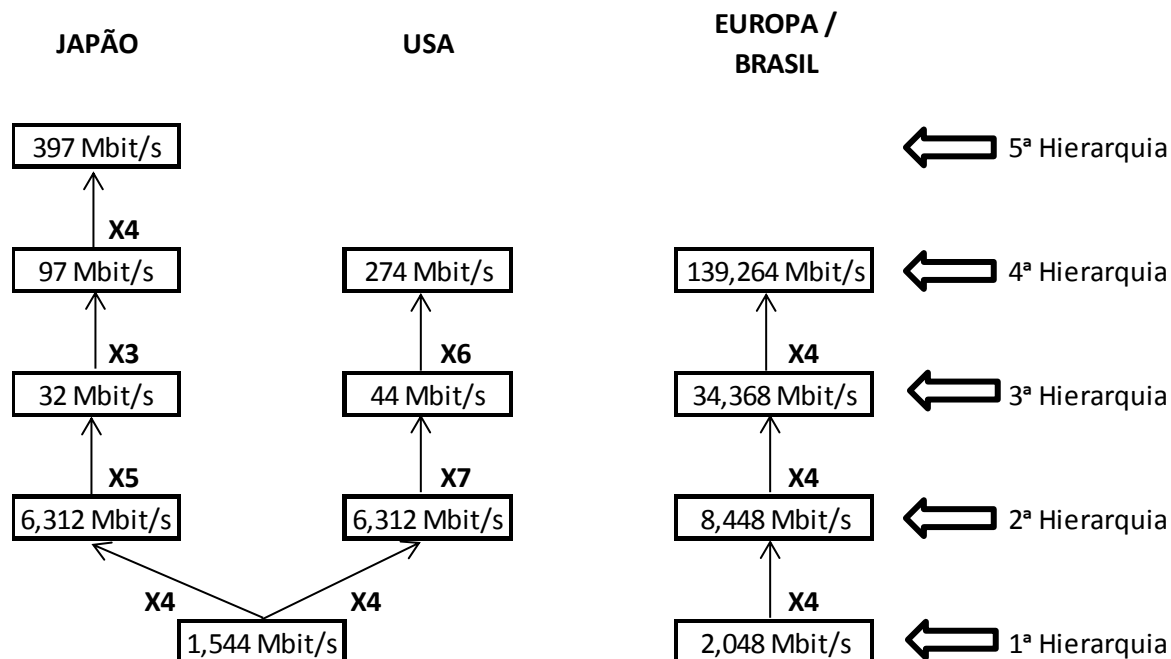 JAPÃO USA EUROPA /
BRASIL
397 Mbit/s 5ª Hierarquia
X4
97 Mbit/s 274 Mbit/s 139,264 Mbit/s 4ª Hierarquia
X3 X6 X4
32 Mbit/s 44 Mbit/s 34,368 Mbit/s 3ª Hierarquia
X5 X7 X4
6,312 Mbit/s 6,312 Mbit/s 8,448 Mbit/s 2ª Hierarquia
X4 X4 X4
1,544 Mbit/s 2,048 Mbit/s 1ª Hierarquia